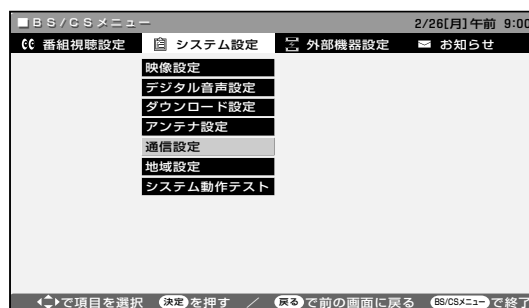 ■BS/CSメニュー 2/26[月]午前 9:00
番組視聴設定 システム設定 外部機器設定 お知らせ
映像設定
デジタル音声設定
ダウンロード設定
アンテナ設定
通信設定
地域設定
システム動作テスト
で項目を選択 決定を押す / 戻るで前の画面に戻る BS/CSメニューで終了